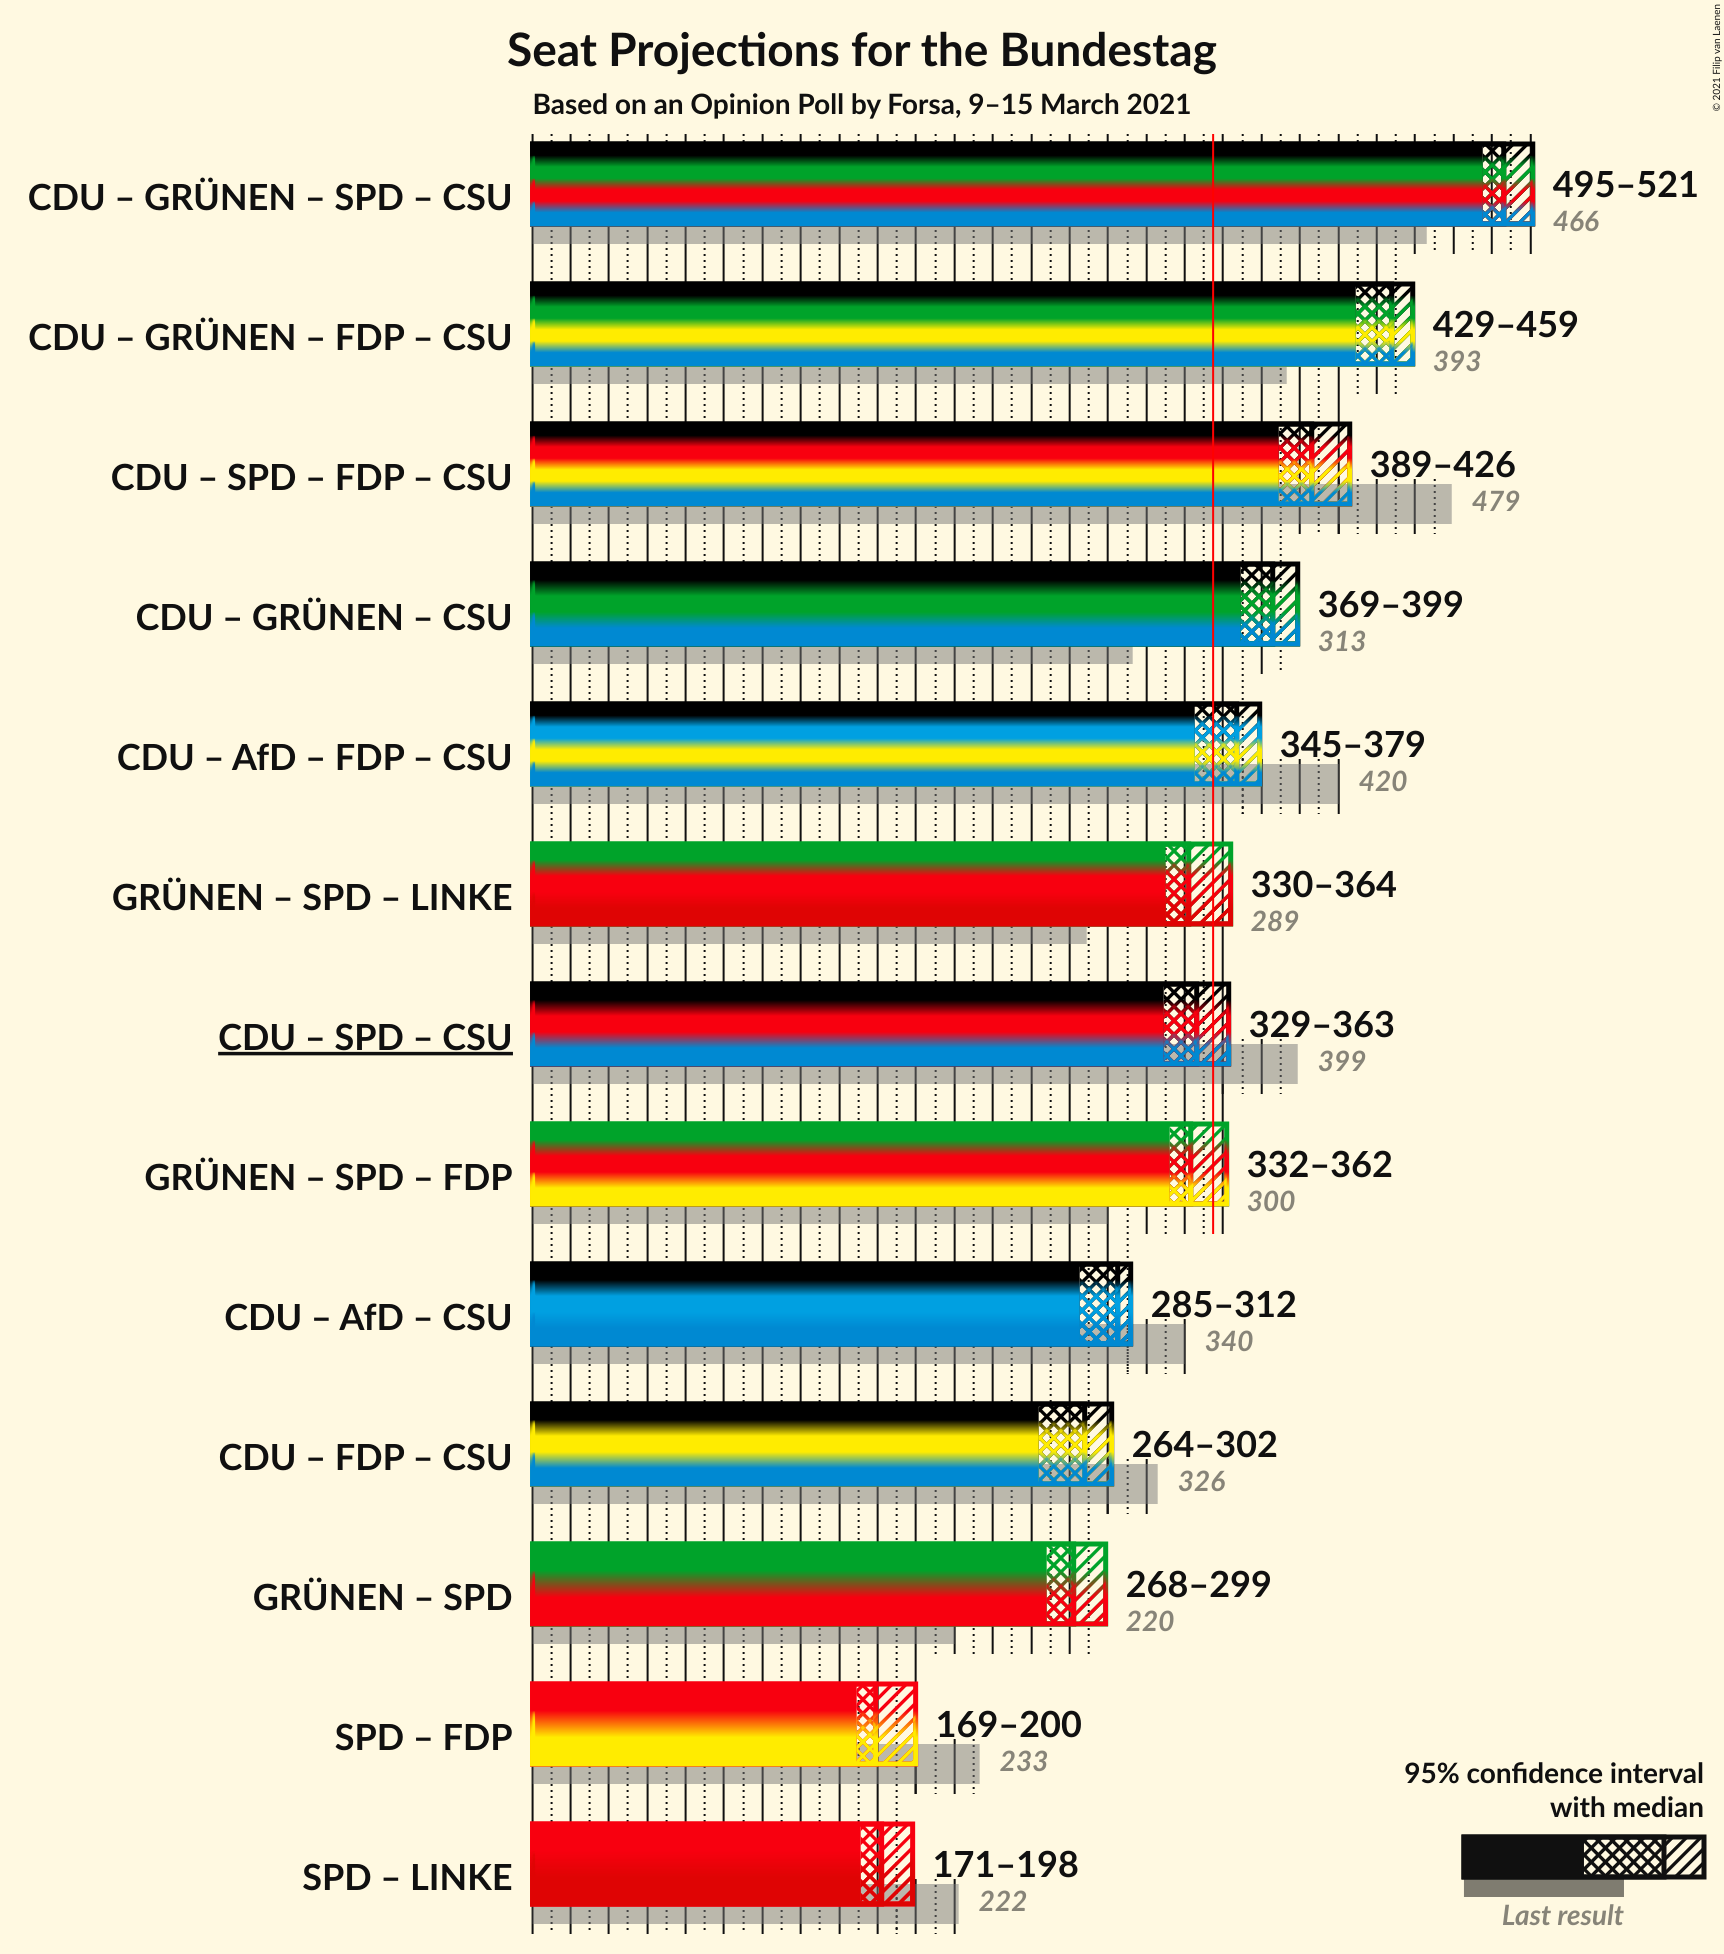 Seat Projections for the Bundestag
Based on an Opinion Poll by Forsa, 9–15 March 2021
© 2021 Filip van Laenen
CDU – GRÜNEN – SPD – CSU
495–521
466
CDU – GRÜNEN – FDP – CSU
429–459
393
CDU – SPD – FDP – CSU
389–426
479
CDU – GRÜNEN – CSU
369–399
313
CDU – AfD – FDP – CSU
345–379
420
GRÜNEN – SPD – LINKE
330–364
289
CDU – SPD – CSU
329–363
399
GRÜNEN – SPD – FDP
332–362
300
CDU – AfD – CSU
285–312
340
CDU – FDP – CSU
264–302
326
GRÜNEN – SPD
268–299
220
SPD – FDP
169–200
233
SPD – LINKE
171–198
222
95% confidence interval
with median
Last result